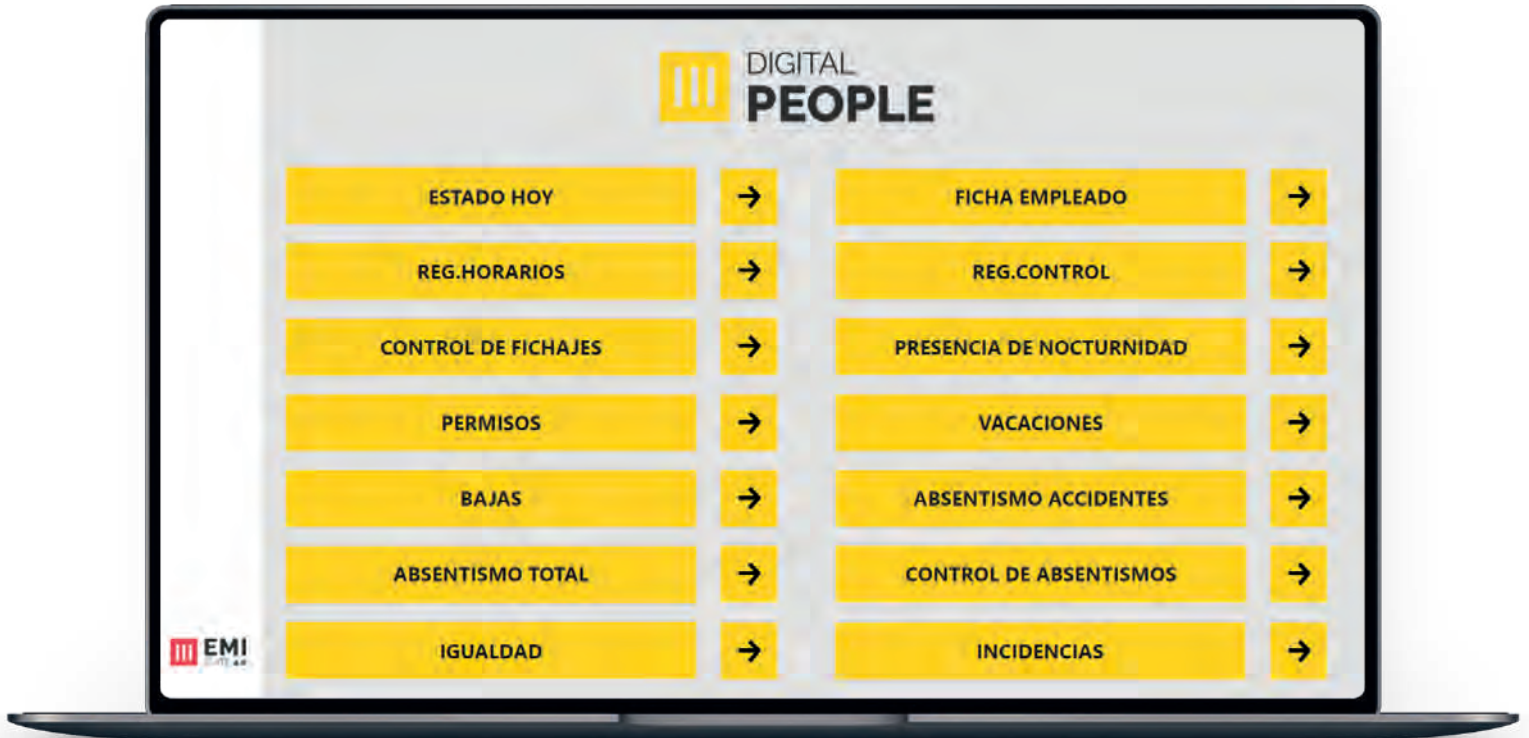 DIGITAL
PEOPLE
ESTADO HOY
FICHA EMPLEADO
REG.HORARIOS
REG.CONTROL
CONTROL DE FICHAJES
PRESENCIA DE NOCTURNIDAD
PERMISOS
VACACIONES
BAJAS
ABSENTISMO ACCIDENTES
ABSENTISMO TOTAL
CONTROL DE ABSENTISMOS
IGUALDAD
INCIDENCIAS
EMI